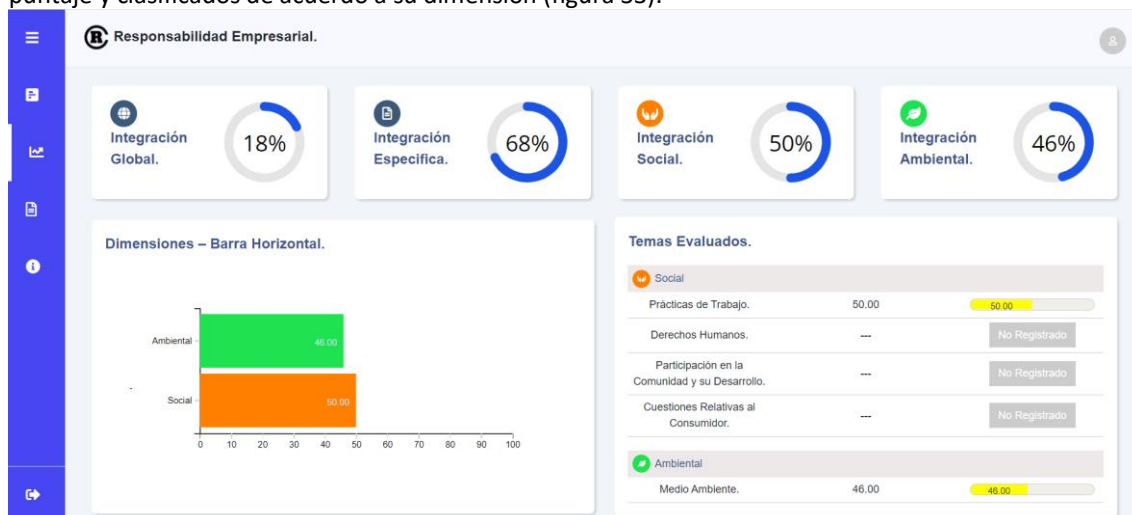 puntaje y clasificados de acuerdo a su dimensión (figura 33).
Responsabilidad Empresarial.
Integración
Global.
18%
Integración
Especifica.
68%
Integración
Social.
50%
Integración
Ambiental.
46%
Dimensiones – Barra Horizontal.
Ambiental
46.00
Social
50.00
0 10 20 30 40 50 60 70 80 90 100
Temas Evaluados.
Social
Prácticas de Trabajo. 50.00 50.00
Derechos Humanos. --- No Registrado
Participación en la
Comunidad y su Desarrollo. --- No Registrado
Cuestiones Relativas al
Consumidor. --- No Registrado
Ambiental
Medio Ambiente. 46.00 46.00